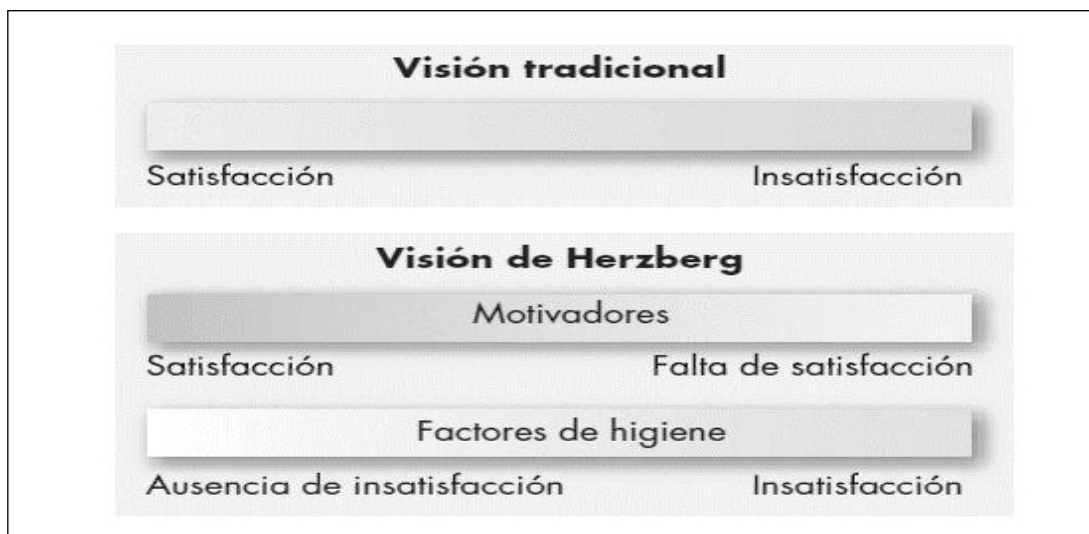 Visión tradicional
Satisfacción Insatisfacción
Visión de Herzberg
Motivadores
Satisfacción Falta de satisfacción
Factores de higiene
Ausencia de insatisfacción Insatisfacción